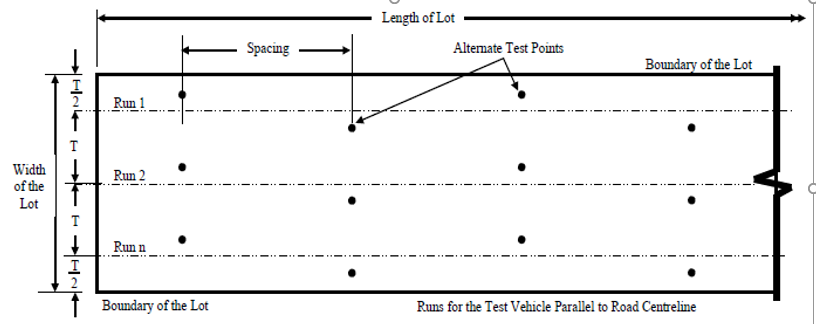 Length of Lot
Spacing
Alternate Test Points
Boundary of the Lot
T
2
Run 1
T
Width
of the
Lot
Run 2
T
Run n
T
2
Boundary of the Lot
Runs for the Test Vehicle Parallel to Road Centreline